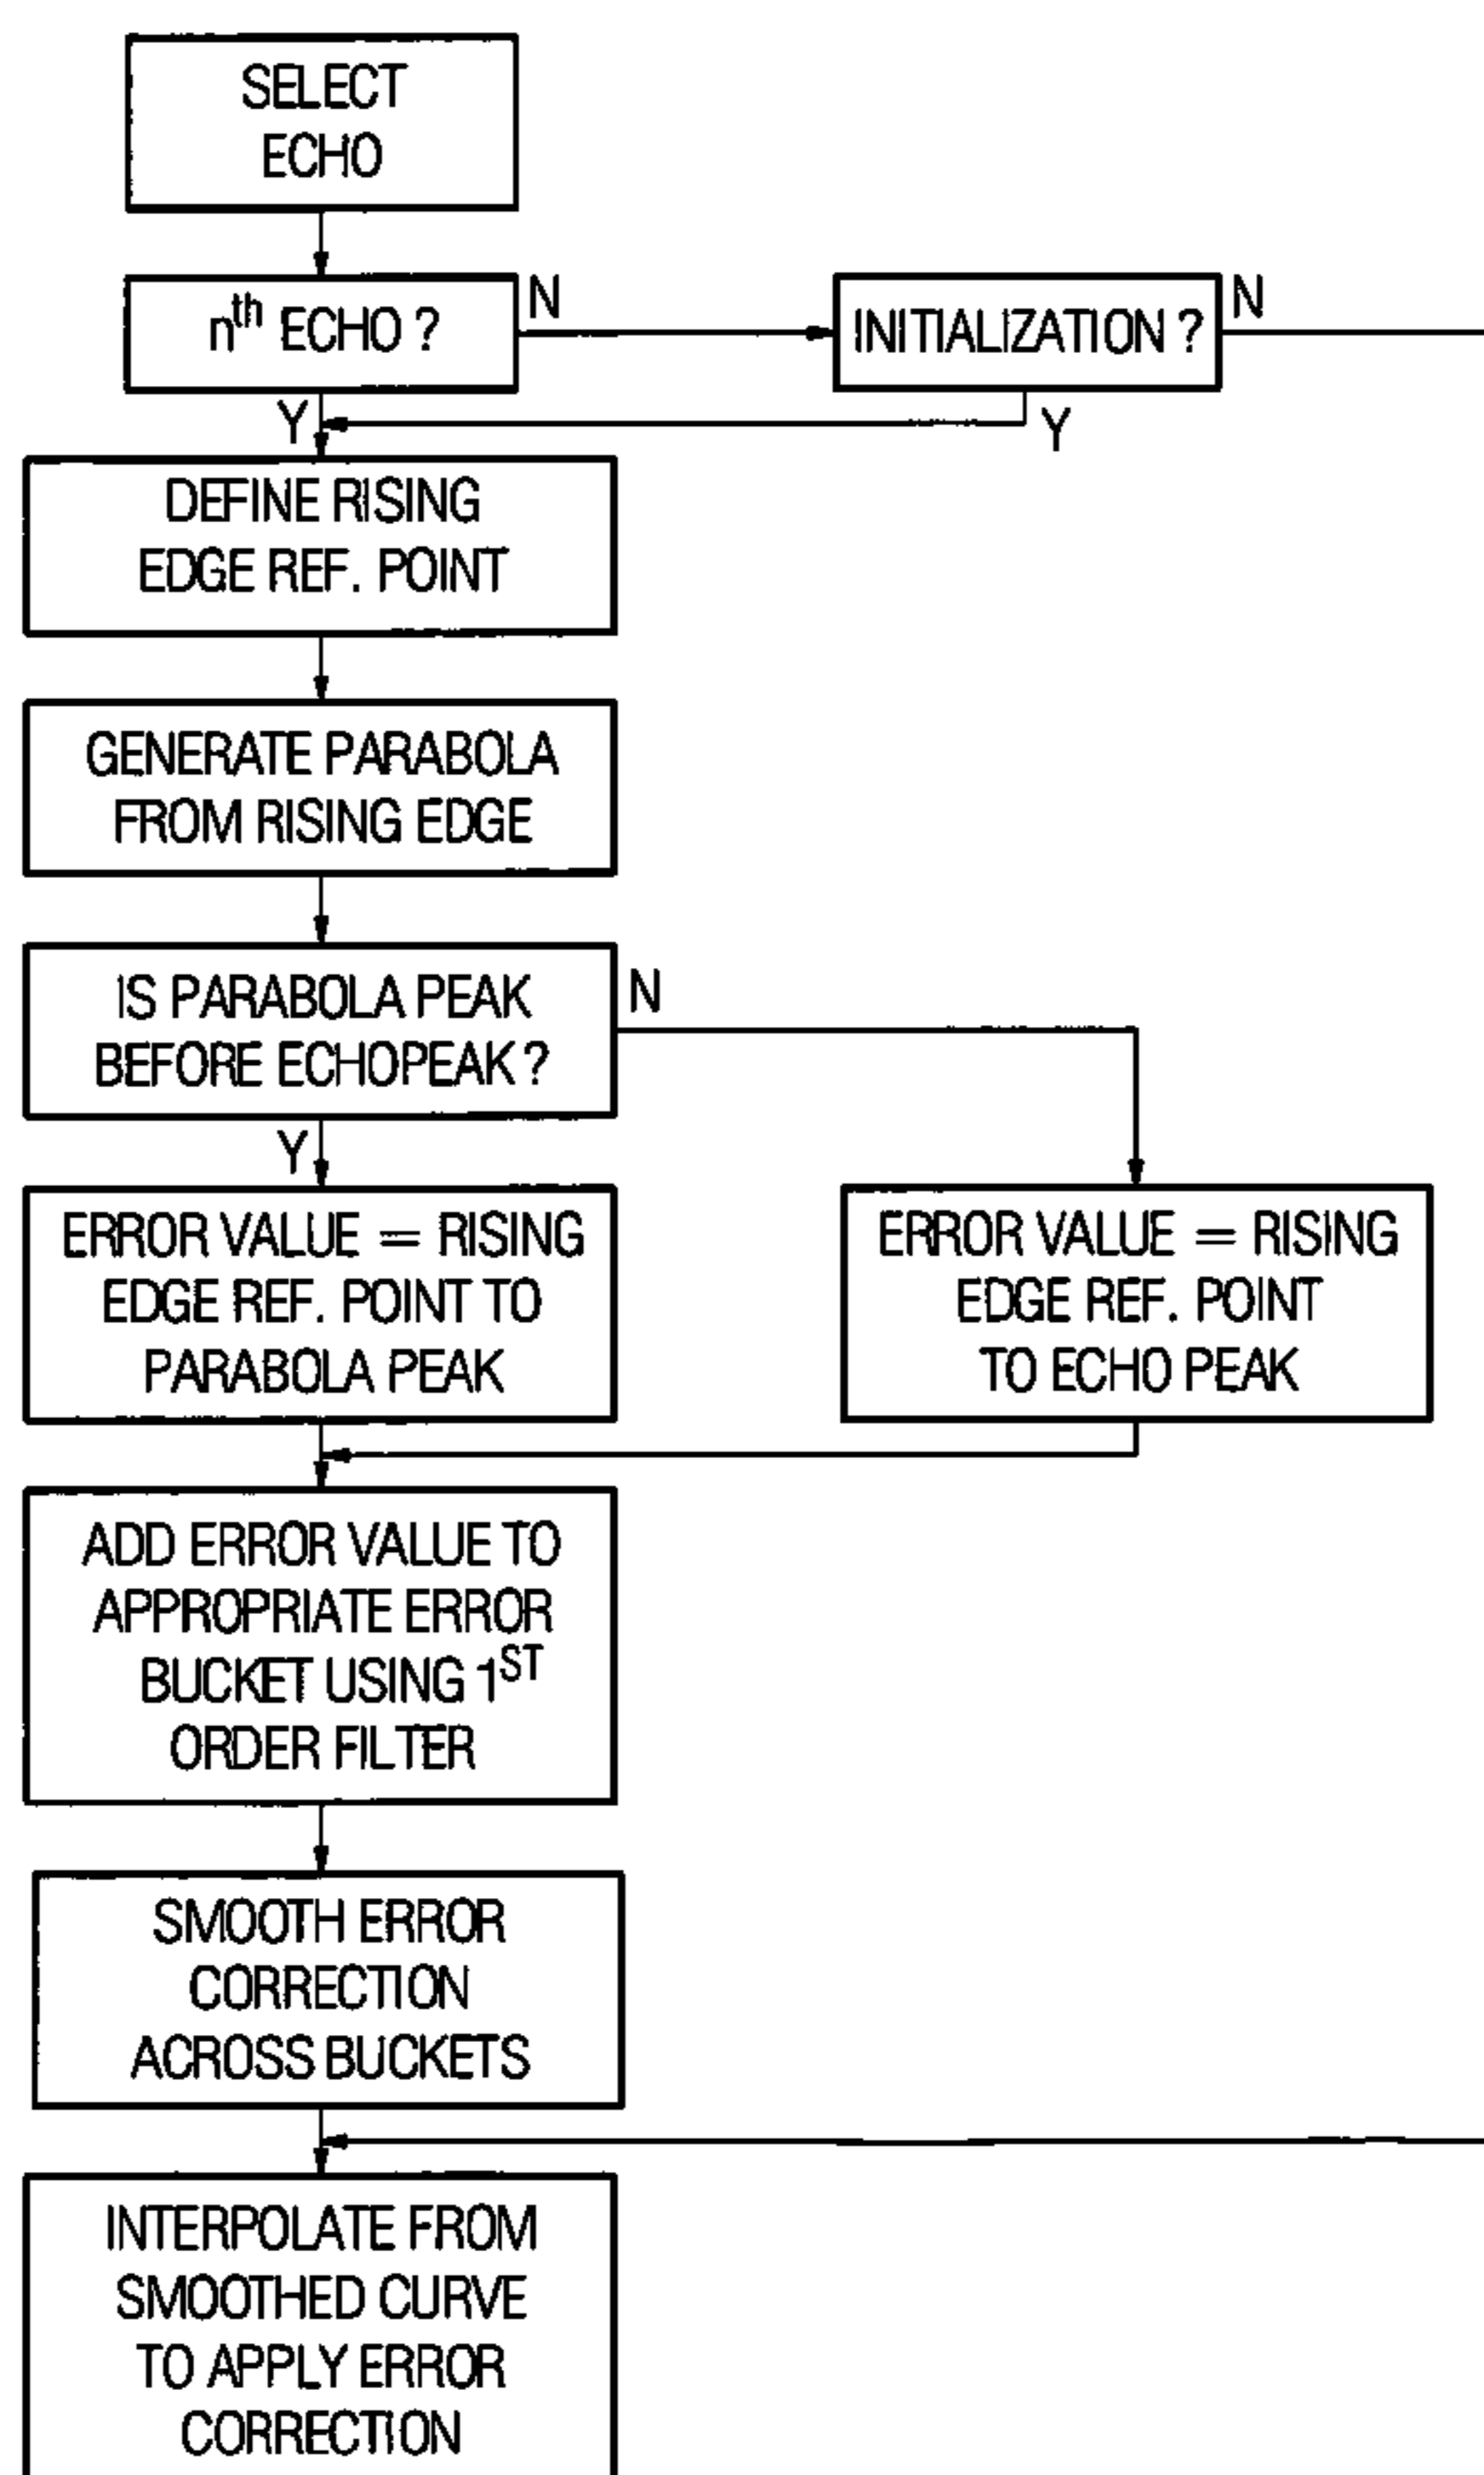 SELECT
ECHO
nth ECHO ?
N
INITIALIZATION ?
N
Y
Y
DEFINE RISING
EDGE REF. POINT
GENERATE PARABOLA
FROM RISING EDGE
IS PARABOLA PEAK
BEFORE ECHOPEAK ?
N
Y
ERROR VALUE = RISING
EDGE REF. POINT TO
PARABOLA PEAK
ERROR VALUE = RISING
EDGE REF. POINT
TO ECHO PEAK
ADD ERROR VALUE TO
APPROPRIATE ERROR
BUCKET USING 1ST
ORDER FILTER
SMOOTH ERROR
CORRECTION
ACROSS BUCKETS
INTERPOLATE FROM
SMOOTHED CURVE
TO APPLY ERROR
CORRECTION